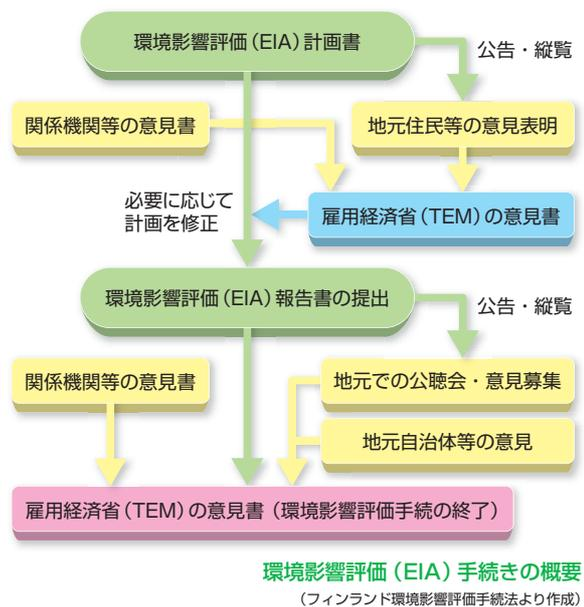 環境影響評価（EIA）計画書
公告・縦覧
関係機関等の意見書
地元住民等の意見表明
必要に応じて
計画を修正
雇用経済省（TEM）の意見書
環境影響評価（EIA）報告書の提出
公告・縦覧
関係機関等の意見書
地元での公聴会・意見募集
地元自治体等の意見
雇用経済省（TEM）の意見書（環境影響評価手続の終了）
環境影響評価（EIA）手続きの概要
（フィンランド環境影響評価手続法より作成）